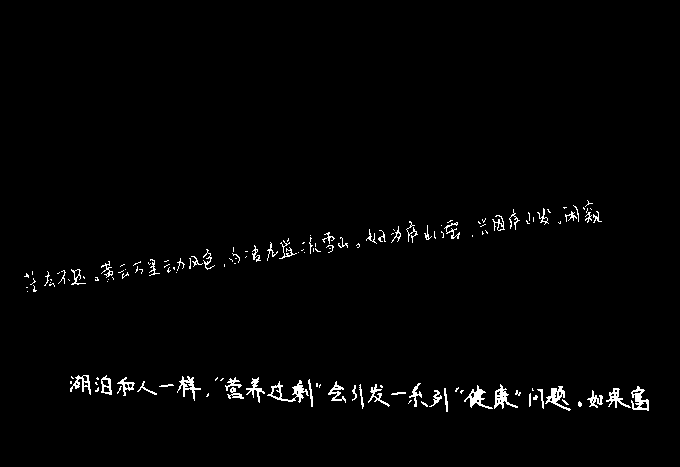 茫去不还。黄云万里动风色,白波九道流雪山。好为庐山谣,兴因庐山发。闲窥
湖泊和人一样,“营养过剩”会引发一系列“健康”问题。如果富